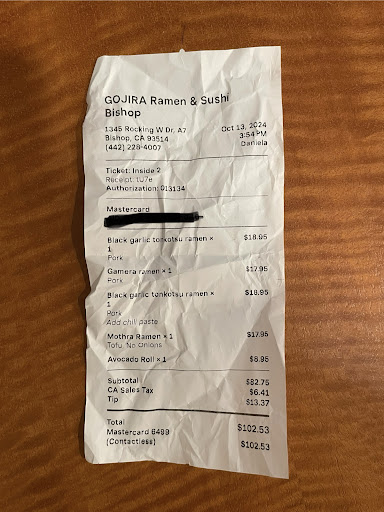 GOJIRA Ramen & Sushi
Bishop
1345 Rocking W Dr. A7
Bishop, CA 93514
(442) 228-4007
Oct 13, 2024
3:54 PM
Daniela
Ticket: Inside 2
Receipt: tU7e
Authorization: 013134
Mastercard
Black garlic tonkotsu ramen × $18.95
1
Pork
Gamera ramen × 1 $17.95
Pork
Black garlic tonkotsu ramen × $18.95
1
Pork
Add chili paste
Mothra Ramen × 1 $17.95
Tofu, No Onions
Avocado Roll × 1 $8.95
Subtotal $82.75
CA Sales Tax $6.41
Tip $13.37
Total $102.53
Mastercard 6499
(Contactless) $102.53